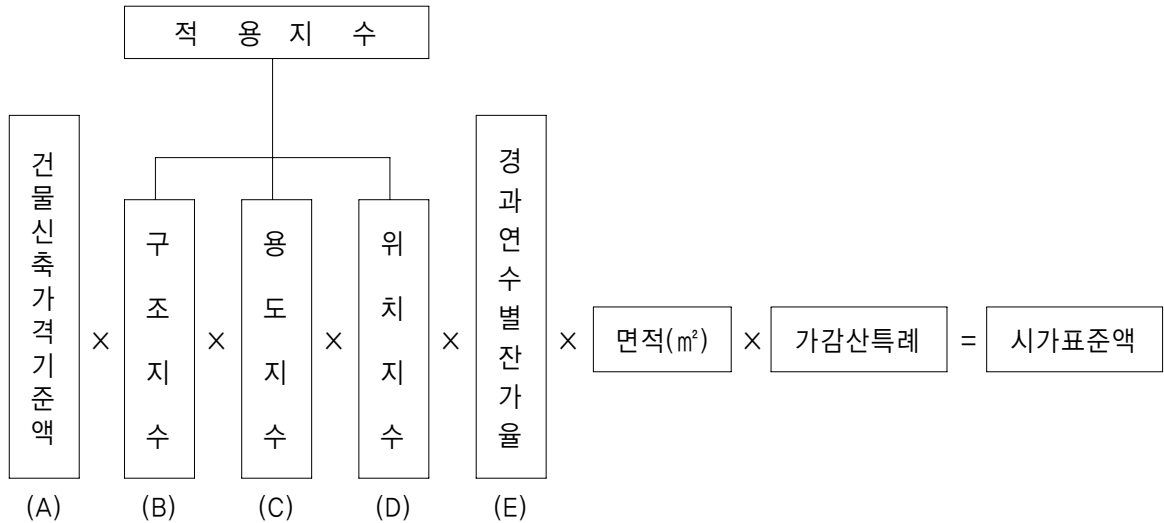 적 용 지 수
건물신축가격기준액
×
구조지수
×
용도지수
×
위치지수
×
경과연수별잔가율
×
면적(㎡)
×
가감산특례
=
시가표준액
(A)
(B)
(C)
(D)
(E)